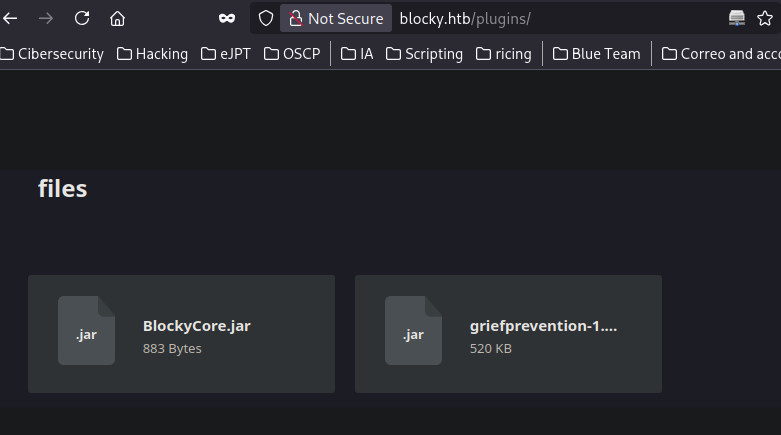 Not Secure blocky.htb/plugins/
Cibersecurity Hacking eJPT OSCP IA Scripting ricing Blue Team Correo and acco
files
.jar BlockyCore.jar
883 Bytes
.jar griefprevention-1....
520 KB